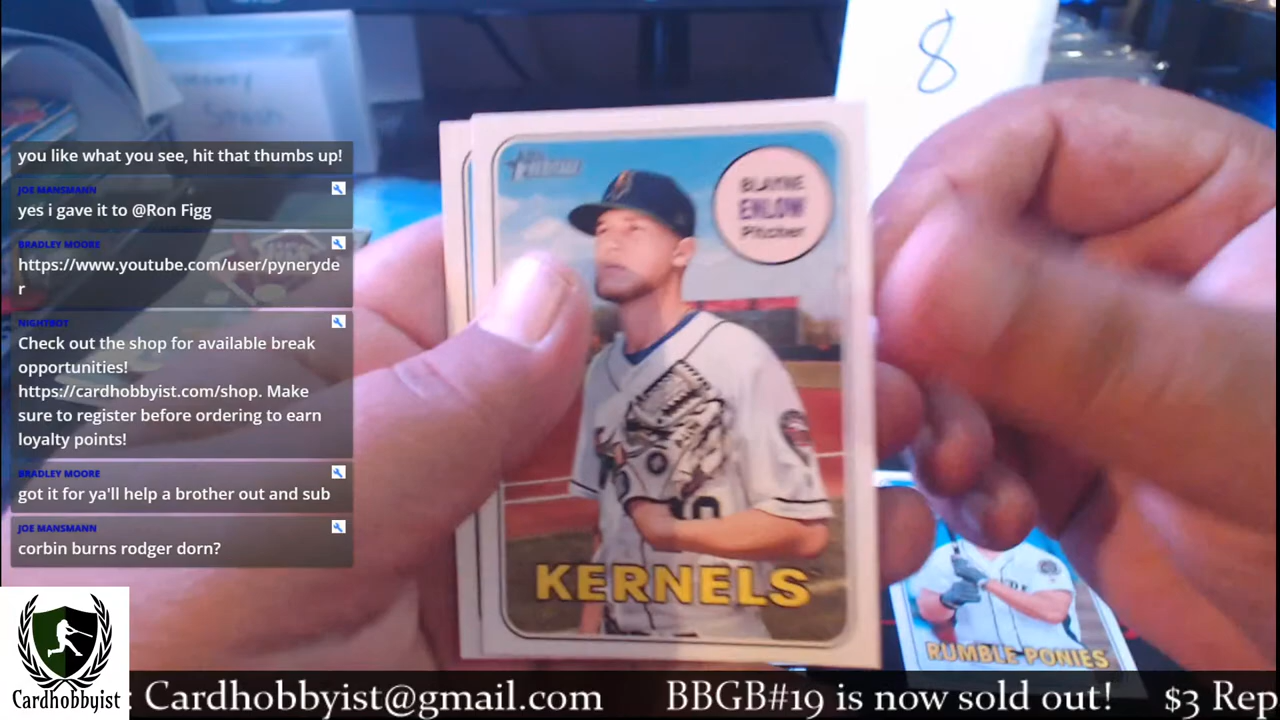 8
you like what you see, hit that thumbs up!
JOE MANSMANN
yes i gave it to @Ron Figg
BRADLEY MOORE
https://www.youtube.com/user/pyneryde
r
NIGHTBOT
Check out the shop for available break
opportunities!
https://cardhobbyist.com/shop. Make
sure to register before ordering to earn
loyalty points!
BRADLEY MOORE
got it for ya'll help a brother out and sub
JOE MANSMANN
corbin burns rodger dorn?
BLAYNE
ENLOW
Pitcher
KERNELS
RUMBLE PONIES
Cardhobbyist
: Cardhobbyist@gmail.com BBGB#19 is now sold out! $3 Rep